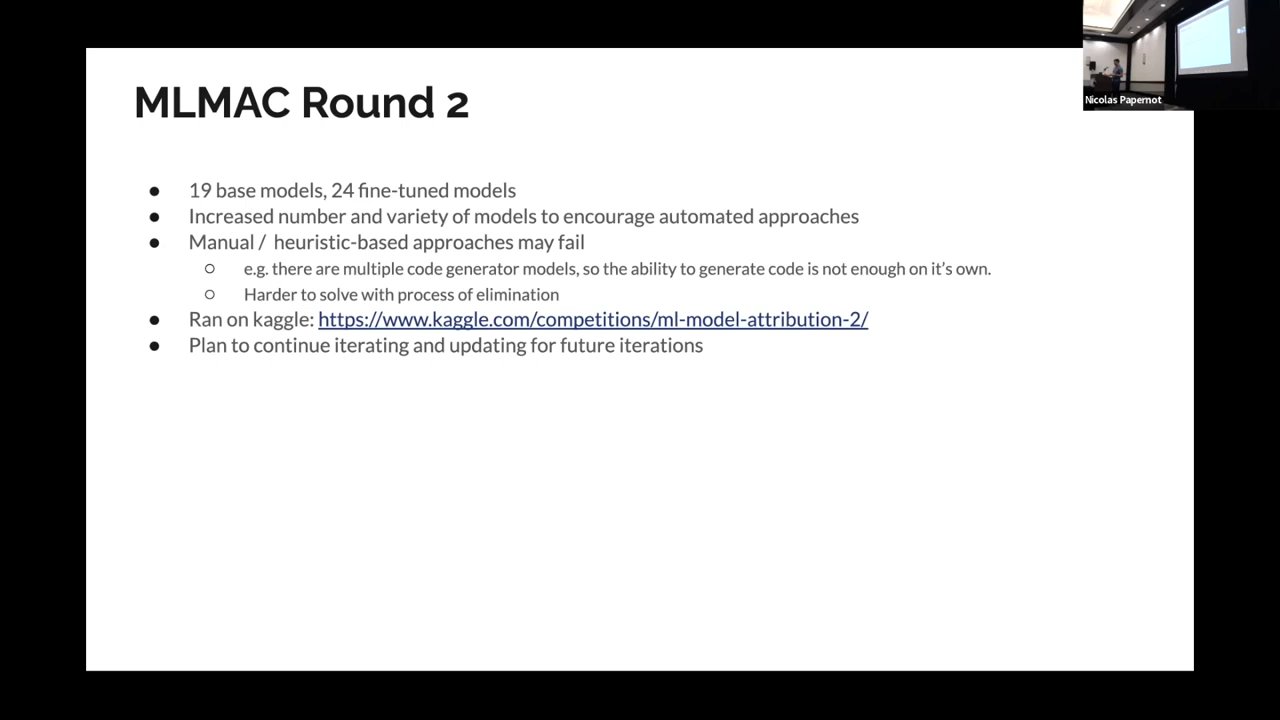 MLMAC Round 2
Nicolas Papernot
● 19 base models, 24 fine-tuned models
● Increased number and variety of models to encourage automated approaches
● Manual / heuristic-based approaches may fail
○ e.g. there are multiple code generator models, so the ability to generate code is not enough on it's own.
○ Harder to solve with process of elimination
● Ran on kaggle: https://www.kaggle.com/competitions/ml-model-attribution-2/
● Plan to continue iterating and updating for future iterations